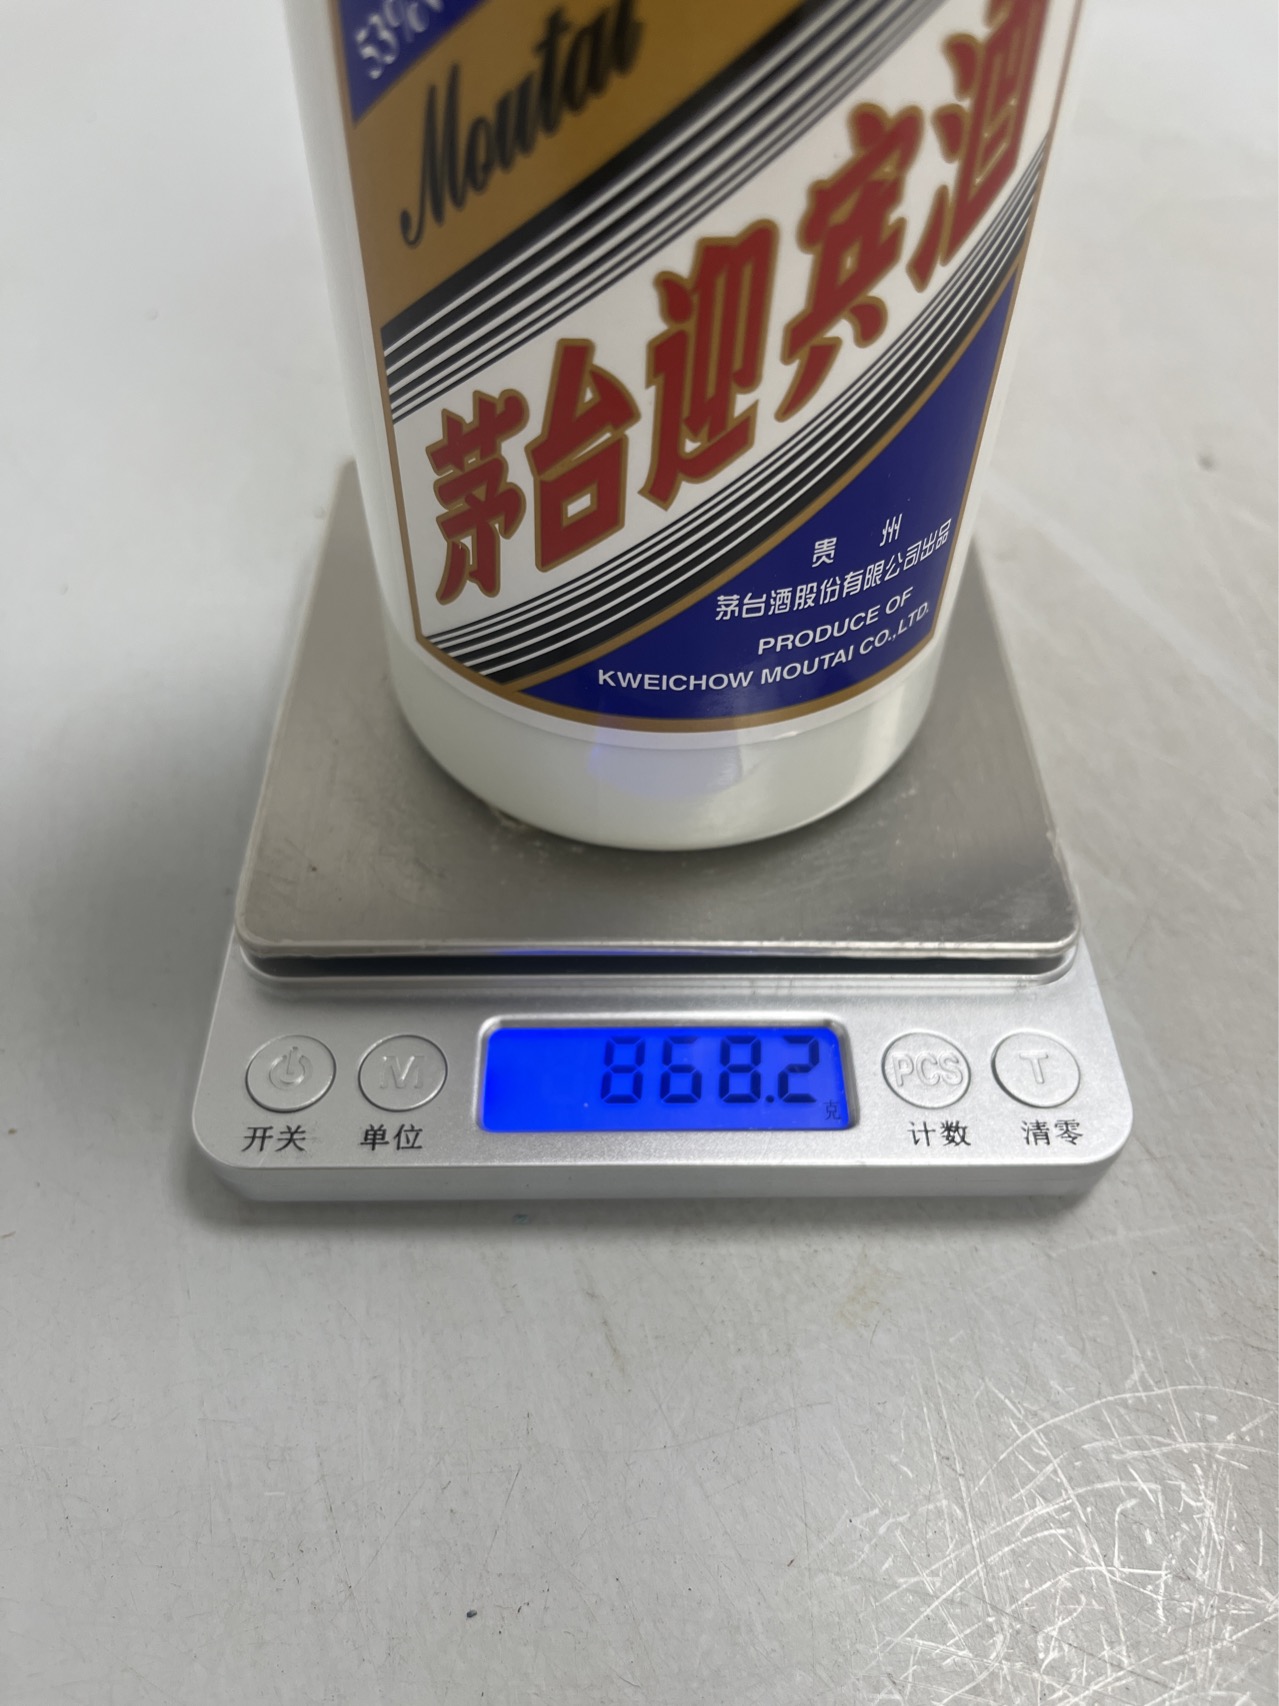 53%v
Moutai
茅台迎宾酒
贵 州
茅台酒股份有限公司出品
PRODUCE OF
KWEICHOW MOUTAI CO.,LTD.
868.2
克
M
PCS
T
开关
单位
计数
清零